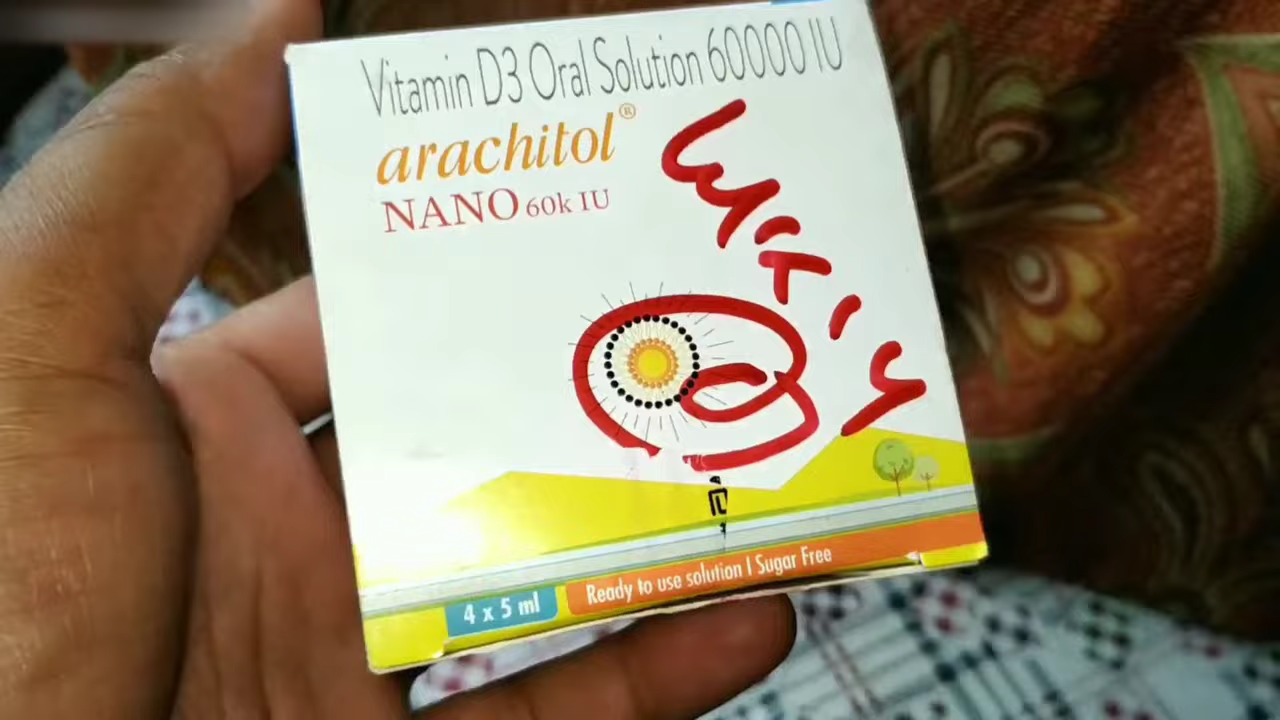 Vitamin D3 Oral Solution 60000 IU
arachitol®
NANO 60k IU
4 x 5 ml
Ready to use solution | Sugar Free